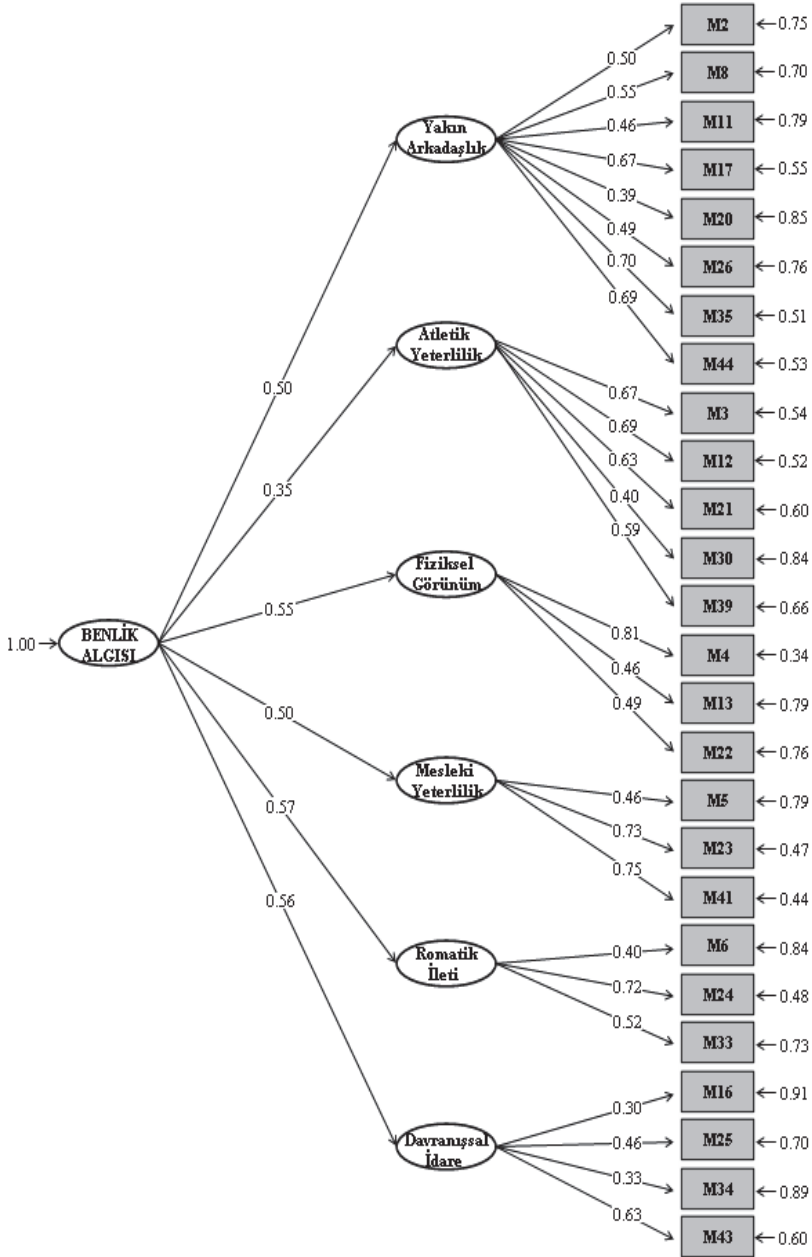 M2
0.75
0.50
M8
0.70
0.55
M11
0.79
0.46
Yakın
Arkadaşlık
M17
0.55
0.67
M20
0.85
0.39
M26
0.76
0.49
M35
0.51
0.70
M44
0.53
0.69
Atletik
Yeterlilik
0.50
M3
0.54
0.67
M12
0.52
0.69
M21
0.60
0.63
0.35
M30
0.84
0.40
M39
0.66
0.59
Fiziksel
Görünüm
0.55
M4
0.34
0.81
M13
0.79
0.46
M22
0.76
0.49
1.00
BENLİK
ALGISI
0.50
Mesleki
Yeterlilik
M5
0.79
0.46
M23
0.47
0.73
M41
0.44
0.75
0.57
Romatik
İleti
M6
0.84
0.40
M24
0.48
0.72
M33
0.73
0.52
0.56
Davranışsal
İdare
M16
0.91
0.30
M25
0.70
0.46
M34
0.89
0.33
M43
0.60
0.63